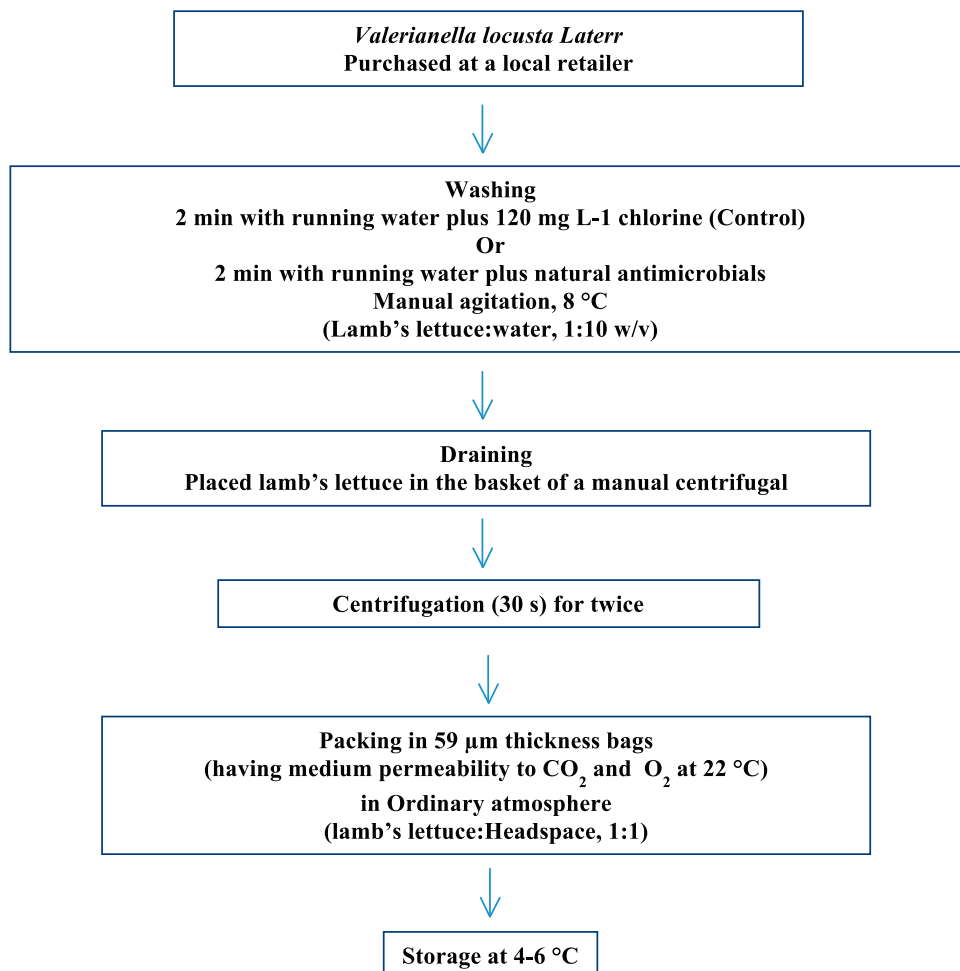 Valerianella locusta Laterr
Purchased at a local retailer
Washing
2 min with running water plus 120 mg L-1 chlorine (Control)
Or
2 min with running water plus natural antimicrobials
Manual agitation, 8 °C
(Lamb’s lettuce:water, 1:10 w/v)
Draining
Placed lamb’s lettuce in the basket of a manual centrifugal
Centrifugation (30 s) for twice
Packing in 59 µm thickness bags
(having medium permeability to CO₂ and O₂ at 22 °C)
in Ordinary atmosphere
(lamb’s lettuce:Headspace, 1:1)
Storage at 4-6 °C